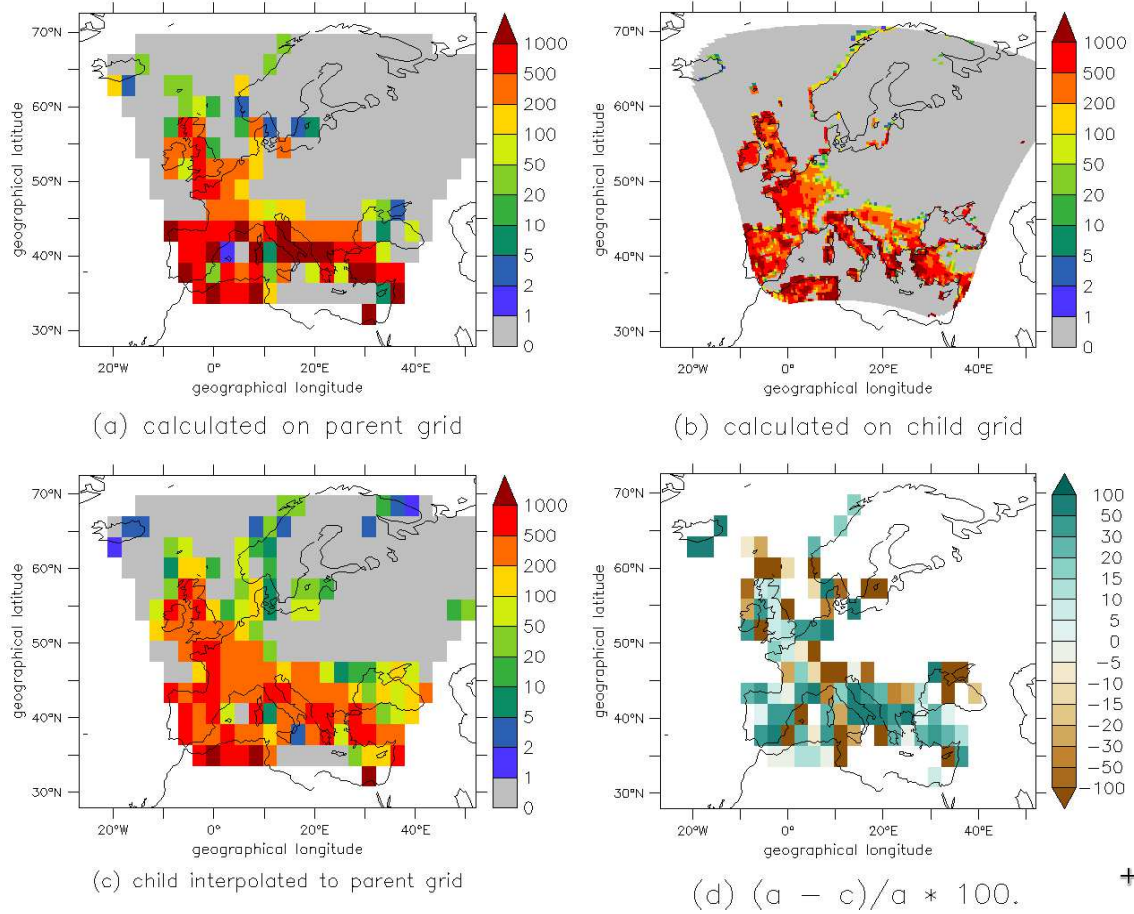 70°N
60°N
50°N
40°N
30°N
geographical latitude
20°W 0° 20°E 40°E
geographical longitude
1000
500
200
100
50
20
10
5
2
1
0
(a) calculated on parent grid
70°N
60°N
50°N
40°N
30°N
geographical latitude
20°W 0° 20°E 40°E
geographical longitude
1000
500
200
100
50
20
10
5
2
1
0
(b) calculated on child grid
70°N
60°N
50°N
40°N
30°N
geographical latitude
20°W 0° 20°E 40°E
geographical longitude
1000
500
200
100
50
20
10
5
2
1
0
(c) child interpolated to parent grid
70°N
60°N
50°N
40°N
30°N
geographical latitude
20°W 0° 20°E 40°E
geographical longitude
100
50
30
20
15
10
5
0
-5
-10
-15
-20
-30
-50
-100
(d) (a - c)/a * 100.